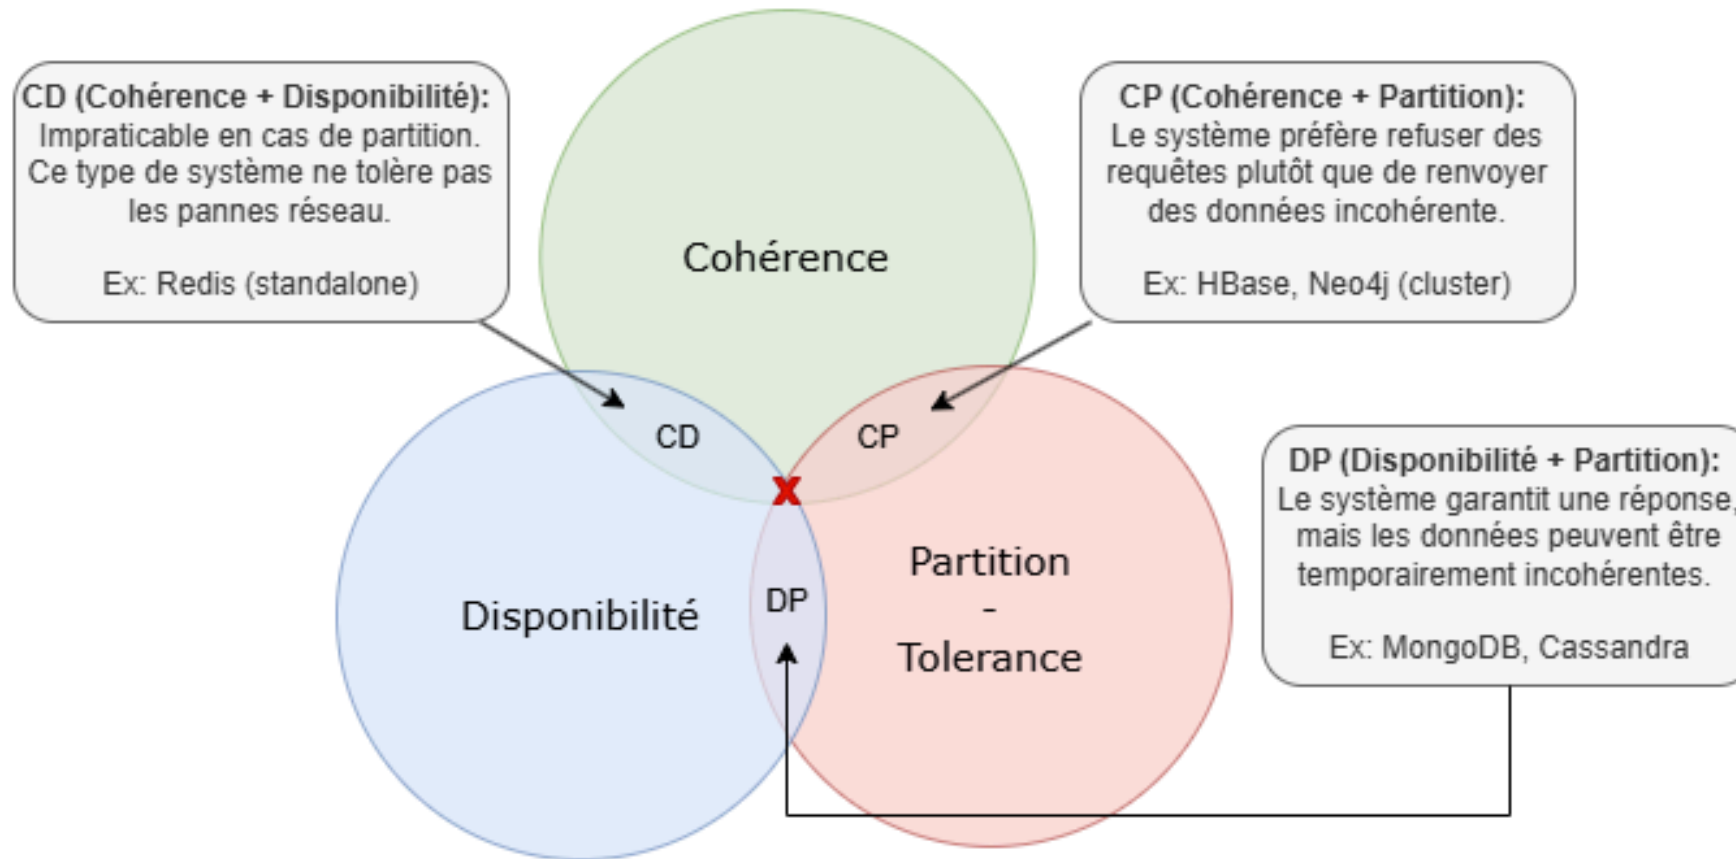 CD (Cohérence + Disponibilité):
Impraticable en cas de partition.
Ce type de système ne tolère pas
les pannes réseau.
Ex: Redis (standalone)
CP (Cohérence + Partition):
Le système préfère refuser des
requêtes plutôt que de renvoyer
des données incohérente.
Ex: HBase, Neo4j (cluster)
Cohérence
CD
CP
X
DP (Disponibilité + Partition):
Le système garantit une réponse,
mais les données peuvent être
temporairement incohérentes.
Ex: MongoDB, Cassandra
Disponibilité
DP
Partition
-
Tolerance